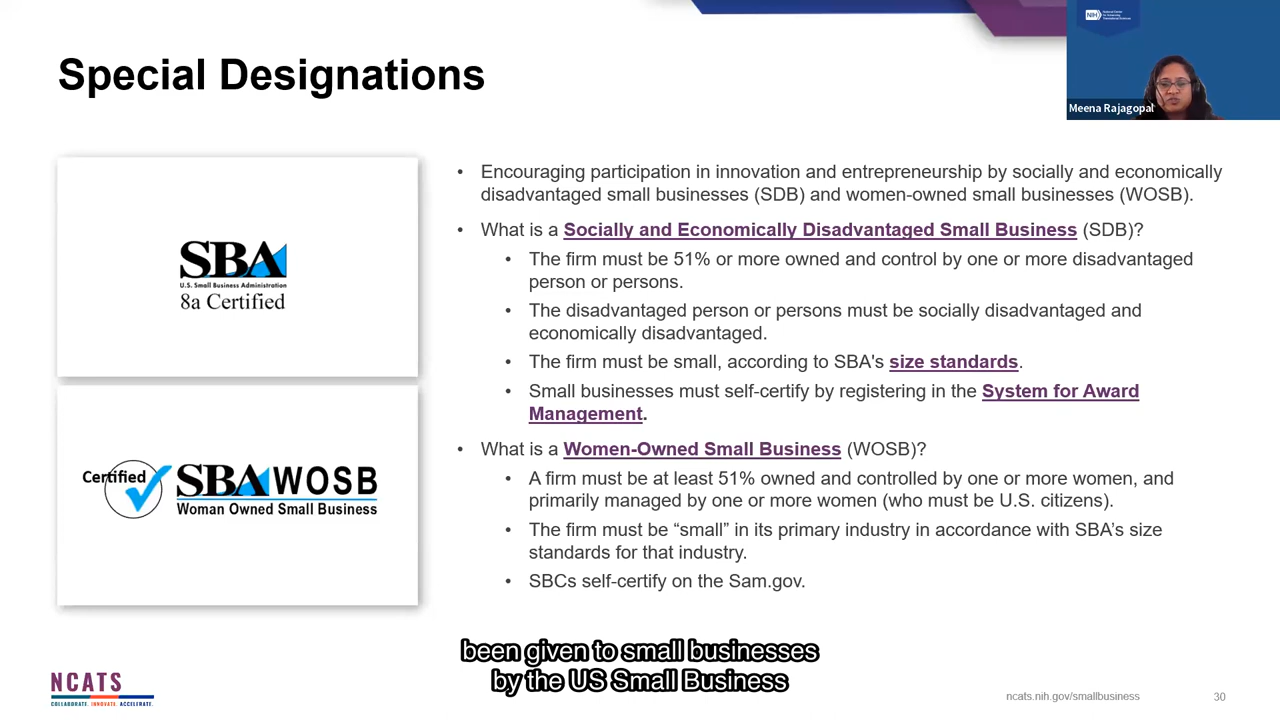 Special Designations
NIH
Meena Rajagopal
SBA
U.S. Small Business Administration
8a Certified
Certified
SBA WOSB
Woman Owned Small Business
• Encouraging participation in innovation and entrepreneurship by socially and economically
disadvantaged small businesses (SDB) and women-owned small businesses (WOSB).
• What is a Socially and Economically Disadvantaged Small Business (SDB)?
• The firm must be 51% or more owned and control by one or more disadvantaged
person or persons.
• The disadvantaged person or persons must be socially disadvantaged and
economically disadvantaged.
• The firm must be small, according to SBA's size standards.
• Small businesses must self-certify by registering in the System for Award
Management.
• What is a Women-Owned Small Business (WOSB)?
• A firm must be at least 51% owned and controlled by one or more women, and
primarily managed by one or more women (who must be U.S. citizens).
• The firm must be “small” in its primary industry in accordance with SBA’s size
standards for that industry.
• SBCs self-certify on the Sam.gov.
been given to small businesses
by the US Small Business
NCATS
COLLABORATE. INNOVATE. ACCELERATE.
ncats.nih.gov/smallbusiness
30